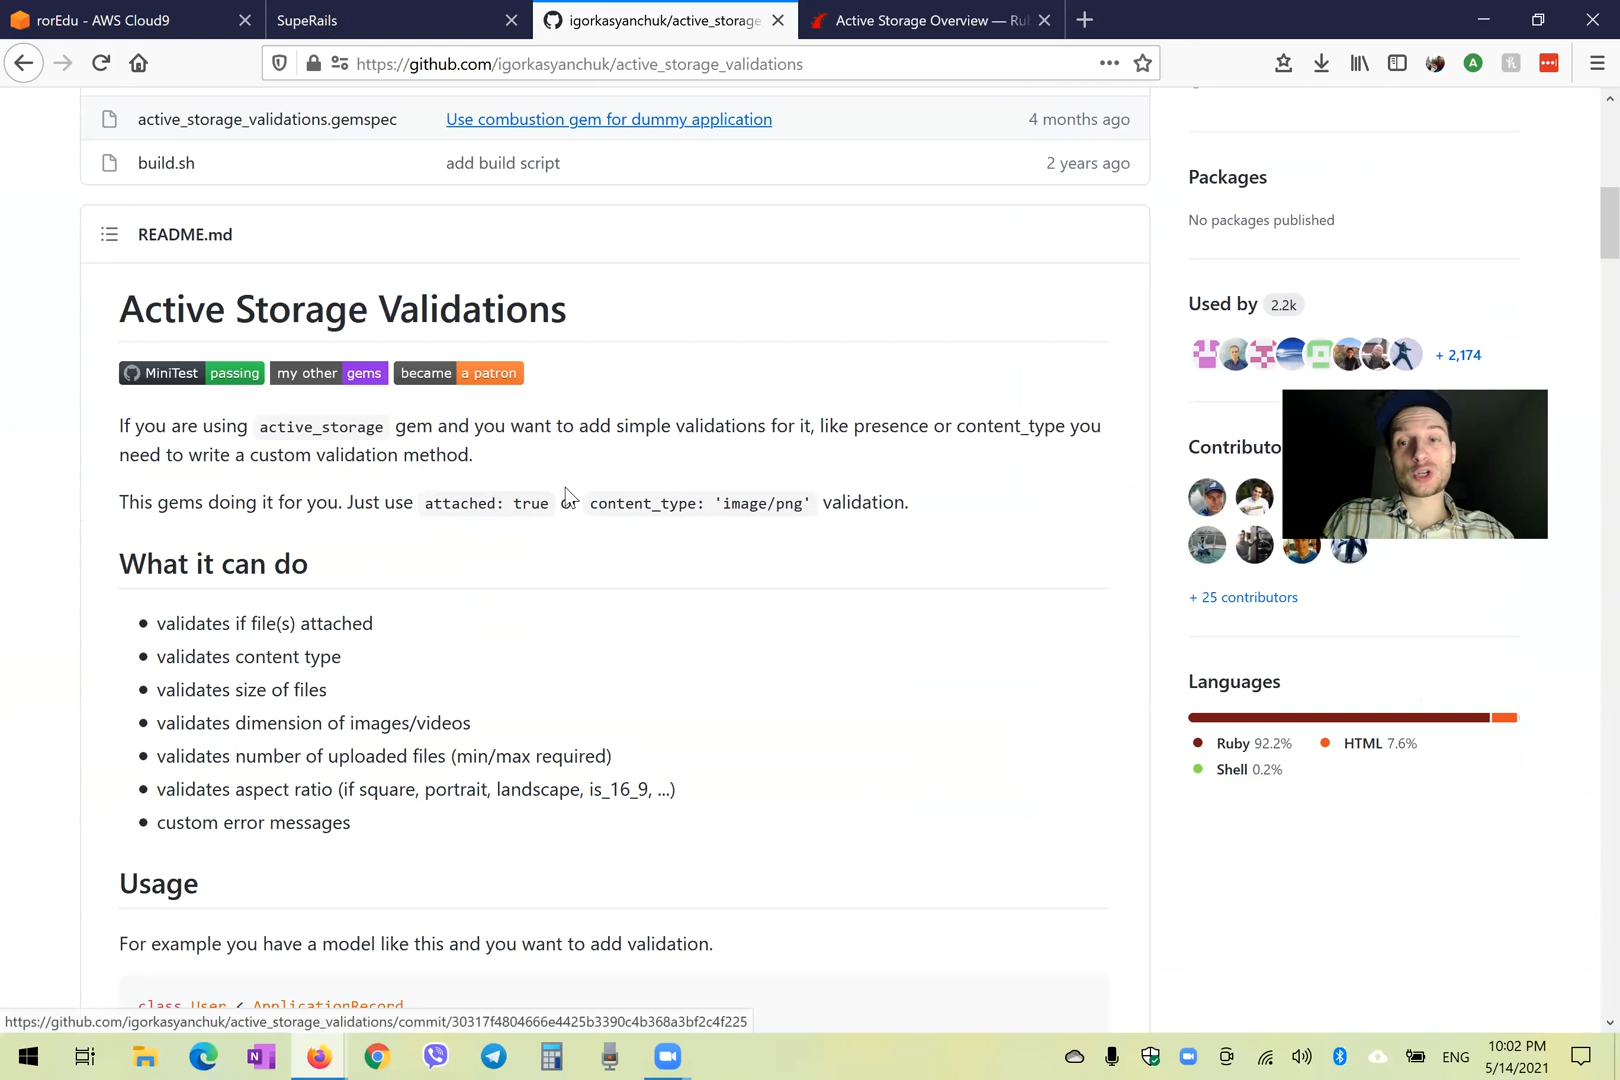 rorEdu - AWS Cloud9
SupeRails
igorkasyanchuk/active_storage
Active Storage Overview — Ru
https://github.com/igorkasyanchuk/active_storage_validations
active_storage_validations.gemspec
Use combustion gem for dummy application
4 months ago
build.sh
add build script
2 years ago
README.md
Active Storage Validations
MiniTest passing
my other gems
became a patron
If you are using active_storage gem and you want to add simple validations for it, like presence or content_type you
need to write a custom validation method.
This gems doing it for you. Just use attached: true or content_type: 'image/png' validation.
What it can do
validates if file(s) attached
validates content type
validates size of files
validates dimension of images/videos
validates number of uploaded files (min/max required)
validates aspect ratio (if square, portrait, landscape, is_16_9, ...)
custom error messages
Usage
For example you have a model like this and you want to add validation.
class User < ApplicationRecord
Packages
No packages published
Used by 2.2k
+ 2,174
Contributo
+ 25 contributors
Languages
Ruby 92.2%
HTML 7.6%
Shell 0.2%
https://github.com/igorkasyanchuk/active_storage_validations/commit/30317f4804666e4425b3390c4b368a3bf2c4f225
ENG
10:02 PM
5/14/2021